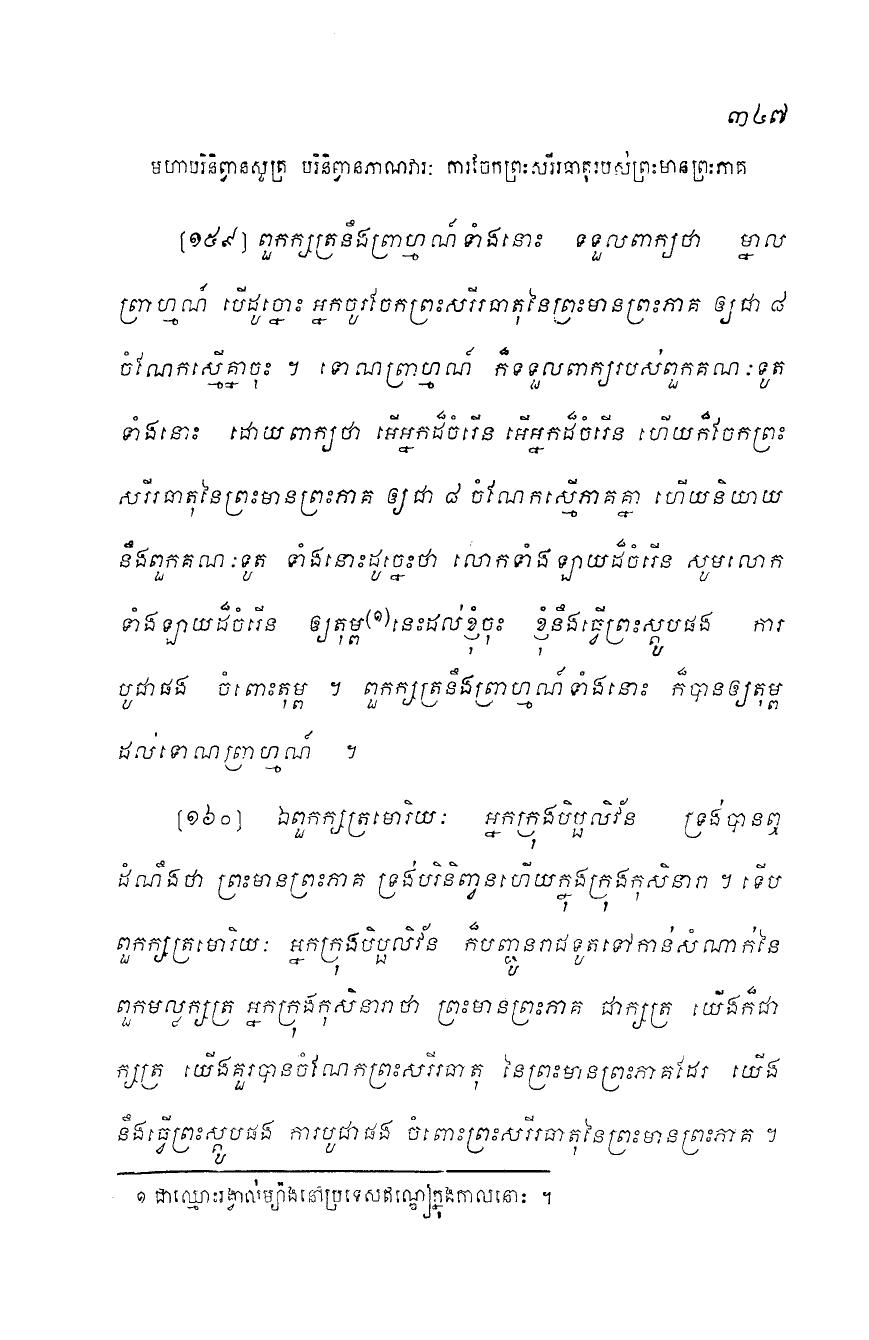 ៣៤៧
មហាបរិនិព្វានសូត្រ បរិនិព្វានភាណវារៈ ការចែកព្រះសរីរធាតុរបស់ព្រះមានព្រះភាគ
[១៥៩] ពួកក្សត្រនឹងព្រាហ្មណ៍ទាំងនោះ ទទួលពាក្យថា ម្នាល
ព្រាហ្មណ៍ បើដូច្នោះ អ្នកចូរចែកព្រះសរីរធាតុនៃព្រះមានព្រះភាគ ឲ្យជា ៨
ចំណែកស្មើគ្នាចុះ ។ ទោណព្រាហ្មណ៍ ក៏ទទួលពាក្យរបស់ពួកគណៈទូត
ទាំងនោះ ដោយពាក្យថា អើអ្នកដ៏ចំរើន អើអ្នកដ៏ចំរើន ហើយក៏ចែកព្រះ
សរីរធាតុនៃព្រះមានព្រះភាគ ឲ្យជា ៨ ចំណែកស្មើភាគគ្នា ហើយនិយាយ
នឹងពួកគណៈទូត ទាំងនោះដូច្នេះថា លោកទាំងឡាយដ៏ចំរើន សូមលោក
ទាំងឡាយដ៏ចំរើន ឲ្យតុម្ព(១)នេះដល់ខ្ញុំចុះ ខ្ញុំនឹងធ្វើព្រះស្តូបផង ការ
បូជាផង ចំពោះតុម្ព ។ ពួកក្សត្រនឹងព្រាហ្មណ៍ទាំងនោះ ក៏បានឲ្យតុម្ព
ដល់ទោណព្រាហ្មណ៍ ។
[១៦០] ឯពួកក្សត្រមោរិយៈ អ្នកក្រុងបិប្ផលិវ័ន ទ្រង់បានឮ
ដំណឹងថា ព្រះមានព្រះភាគ ទ្រង់បរិនិញ្វនហើយក្នុងក្រុងកុសិនារា ។ ទើប
ពួកក្សត្រមោរិយៈ អ្នកក្រុងបិប្ផលិវ័ន ក៏បញ្ជូនរាជទូតទៅកាន់សំណាក់នៃ
ពួកមល្លក្សត្រ អ្នកក្រុងកុសិនារាថា ព្រះមានព្រះភាគ ជាក្សត្រ យើងក៏ជា
ក្សត្រ យើងគួរបានចំណែកព្រះសរីរធាតុ នៃព្រះមានព្រះភាគដែរ យើង
នឹងធ្វើព្រះស្តូបផង ការបូជាផង ចំពោះព្រះសរីរធាតុនៃព្រះមានព្រះភាគ ។
១ ជាឈ្មោះរង្វាល់ម្យ៉ាងនៅប្រទេសឥណ្ឌៀក្នុងកាលនោះ ។